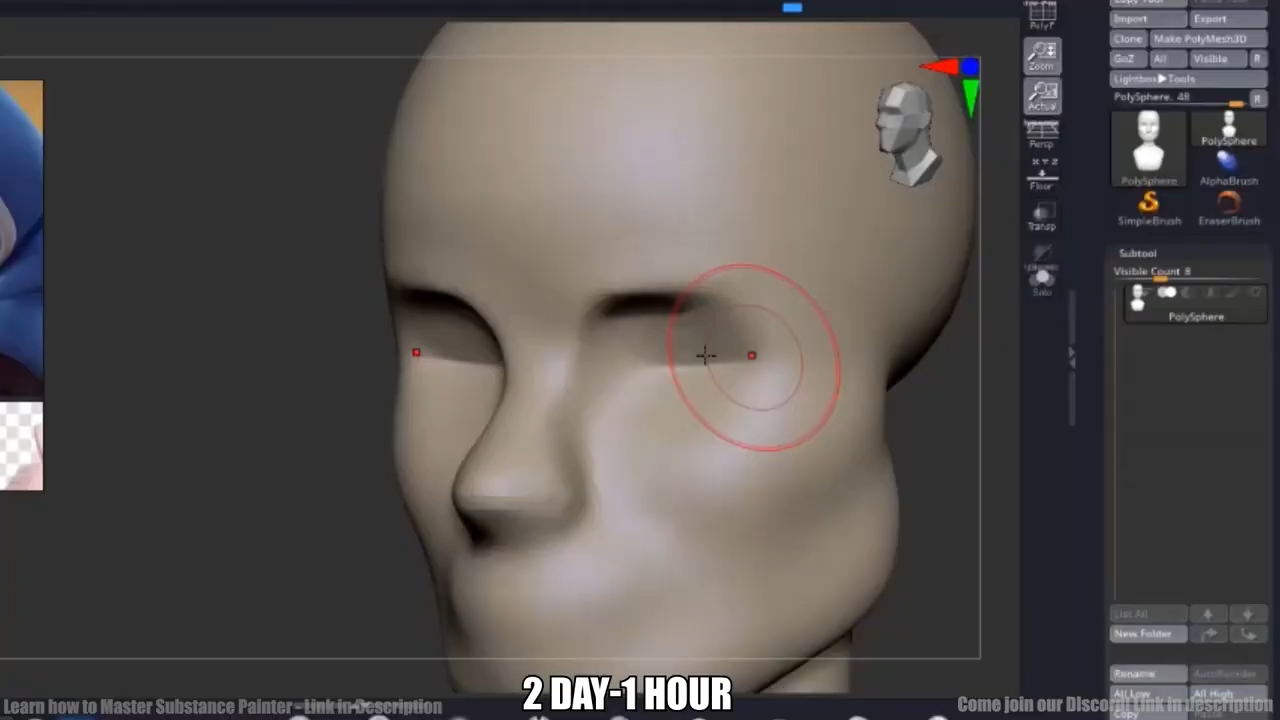 PolyF
Copy Tool
Import Export
Clone Make PolyMesh3D
GoZ All Visible R
Lightbox▶Tools
PolySphere. 48 R
Zoom
Actual
Persp
Floor
Transp
Solo
PolySphere
PolySphere
AlphaBrush
SimpleBrush
EraserBrush
Subtool
Visible Count 8
PolySphere
List All
New Folder
Rename AutoReorder
All Low All High
Copy
2 DAY-1 HOUR
Learn how to Master Substance Painter - Link in Description
Come join our Discord Link in description